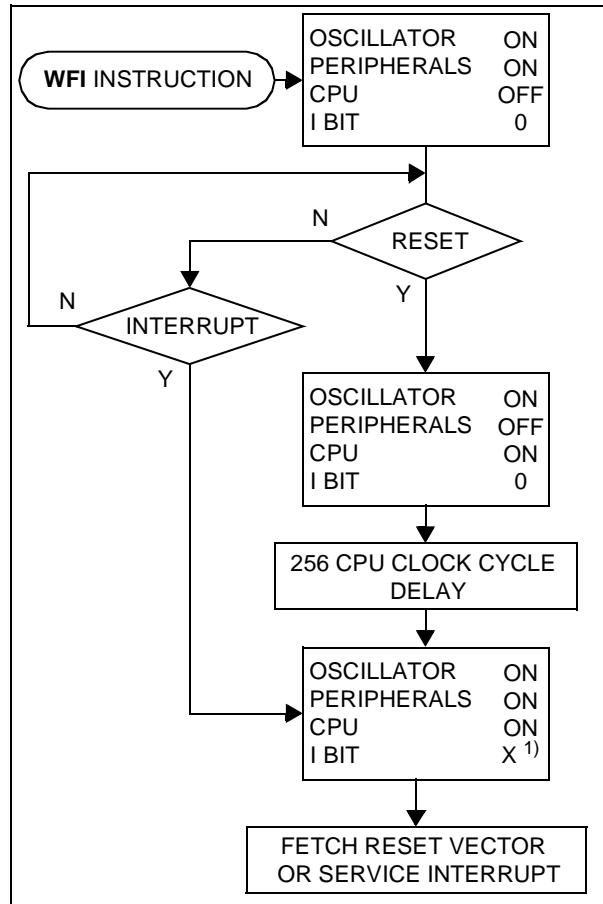 WFI INSTRUCTION
OSCILLATOR ON
PERIPHERALS ON
CPU OFF
I BIT 0
N
RESET
Y
N
INTERRUPT
Y
OSCILLATOR ON
PERIPHERALS OFF
CPU ON
I BIT 0
256 CPU CLOCK CYCLE
DELAY
OSCILLATOR ON
PERIPHERALS ON
CPU ON
I BIT X 1)
FETCH RESET VECTOR
OR SERVICE INTERRUPT